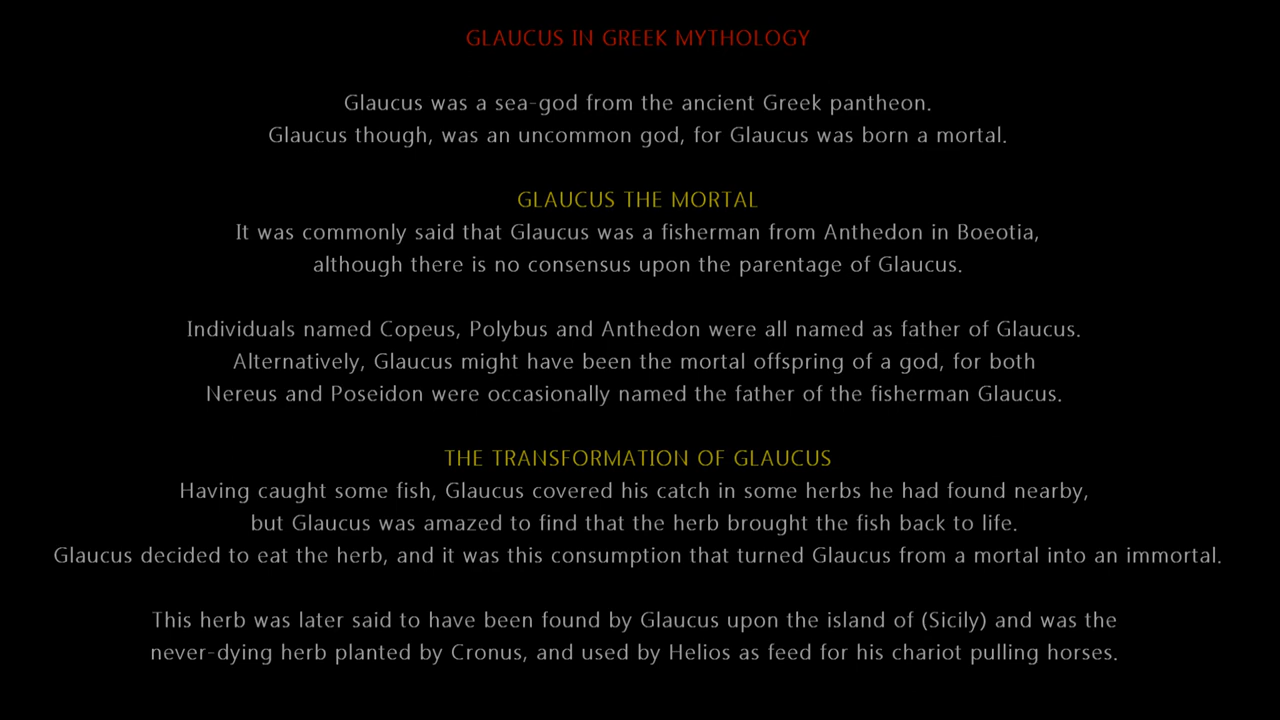 GLAUCUS IN GREEK MYTHOLOGY
Glaucus was a sea-god from the ancient Greek pantheon.
Glaucus though, was an uncommon god, for Glaucus was born a mortal.
GLAUCUS THE MORTAL
It was commonly said that Glaucus was a fisherman from Anthedon in Boeotia,
although there is no consensus upon the parentage of Glaucus.
Individuals named Copeus, Polybus and Anthedon were all named as father of Glaucus.
Alternatively, Glaucus might have been the mortal offspring of a god, for both
Nereus and Poseidon were occasionally named the father of the fisherman Glaucus.
THE TRANSFORMATION OF GLAUCUS
Having caught some fish, Glaucus covered his catch in some herbs he had found nearby,
but Glaucus was amazed to find that the herb brought the fish back to life.
Glaucus decided to eat the herb, and it was this consumption that turned Glaucus from a mortal into an immortal.
This herb was later said to have been found by Glaucus upon the island of (Sicily) and was the
never-dying herb planted by Cronus, and used by Helios as feed for his chariot pulling horses.